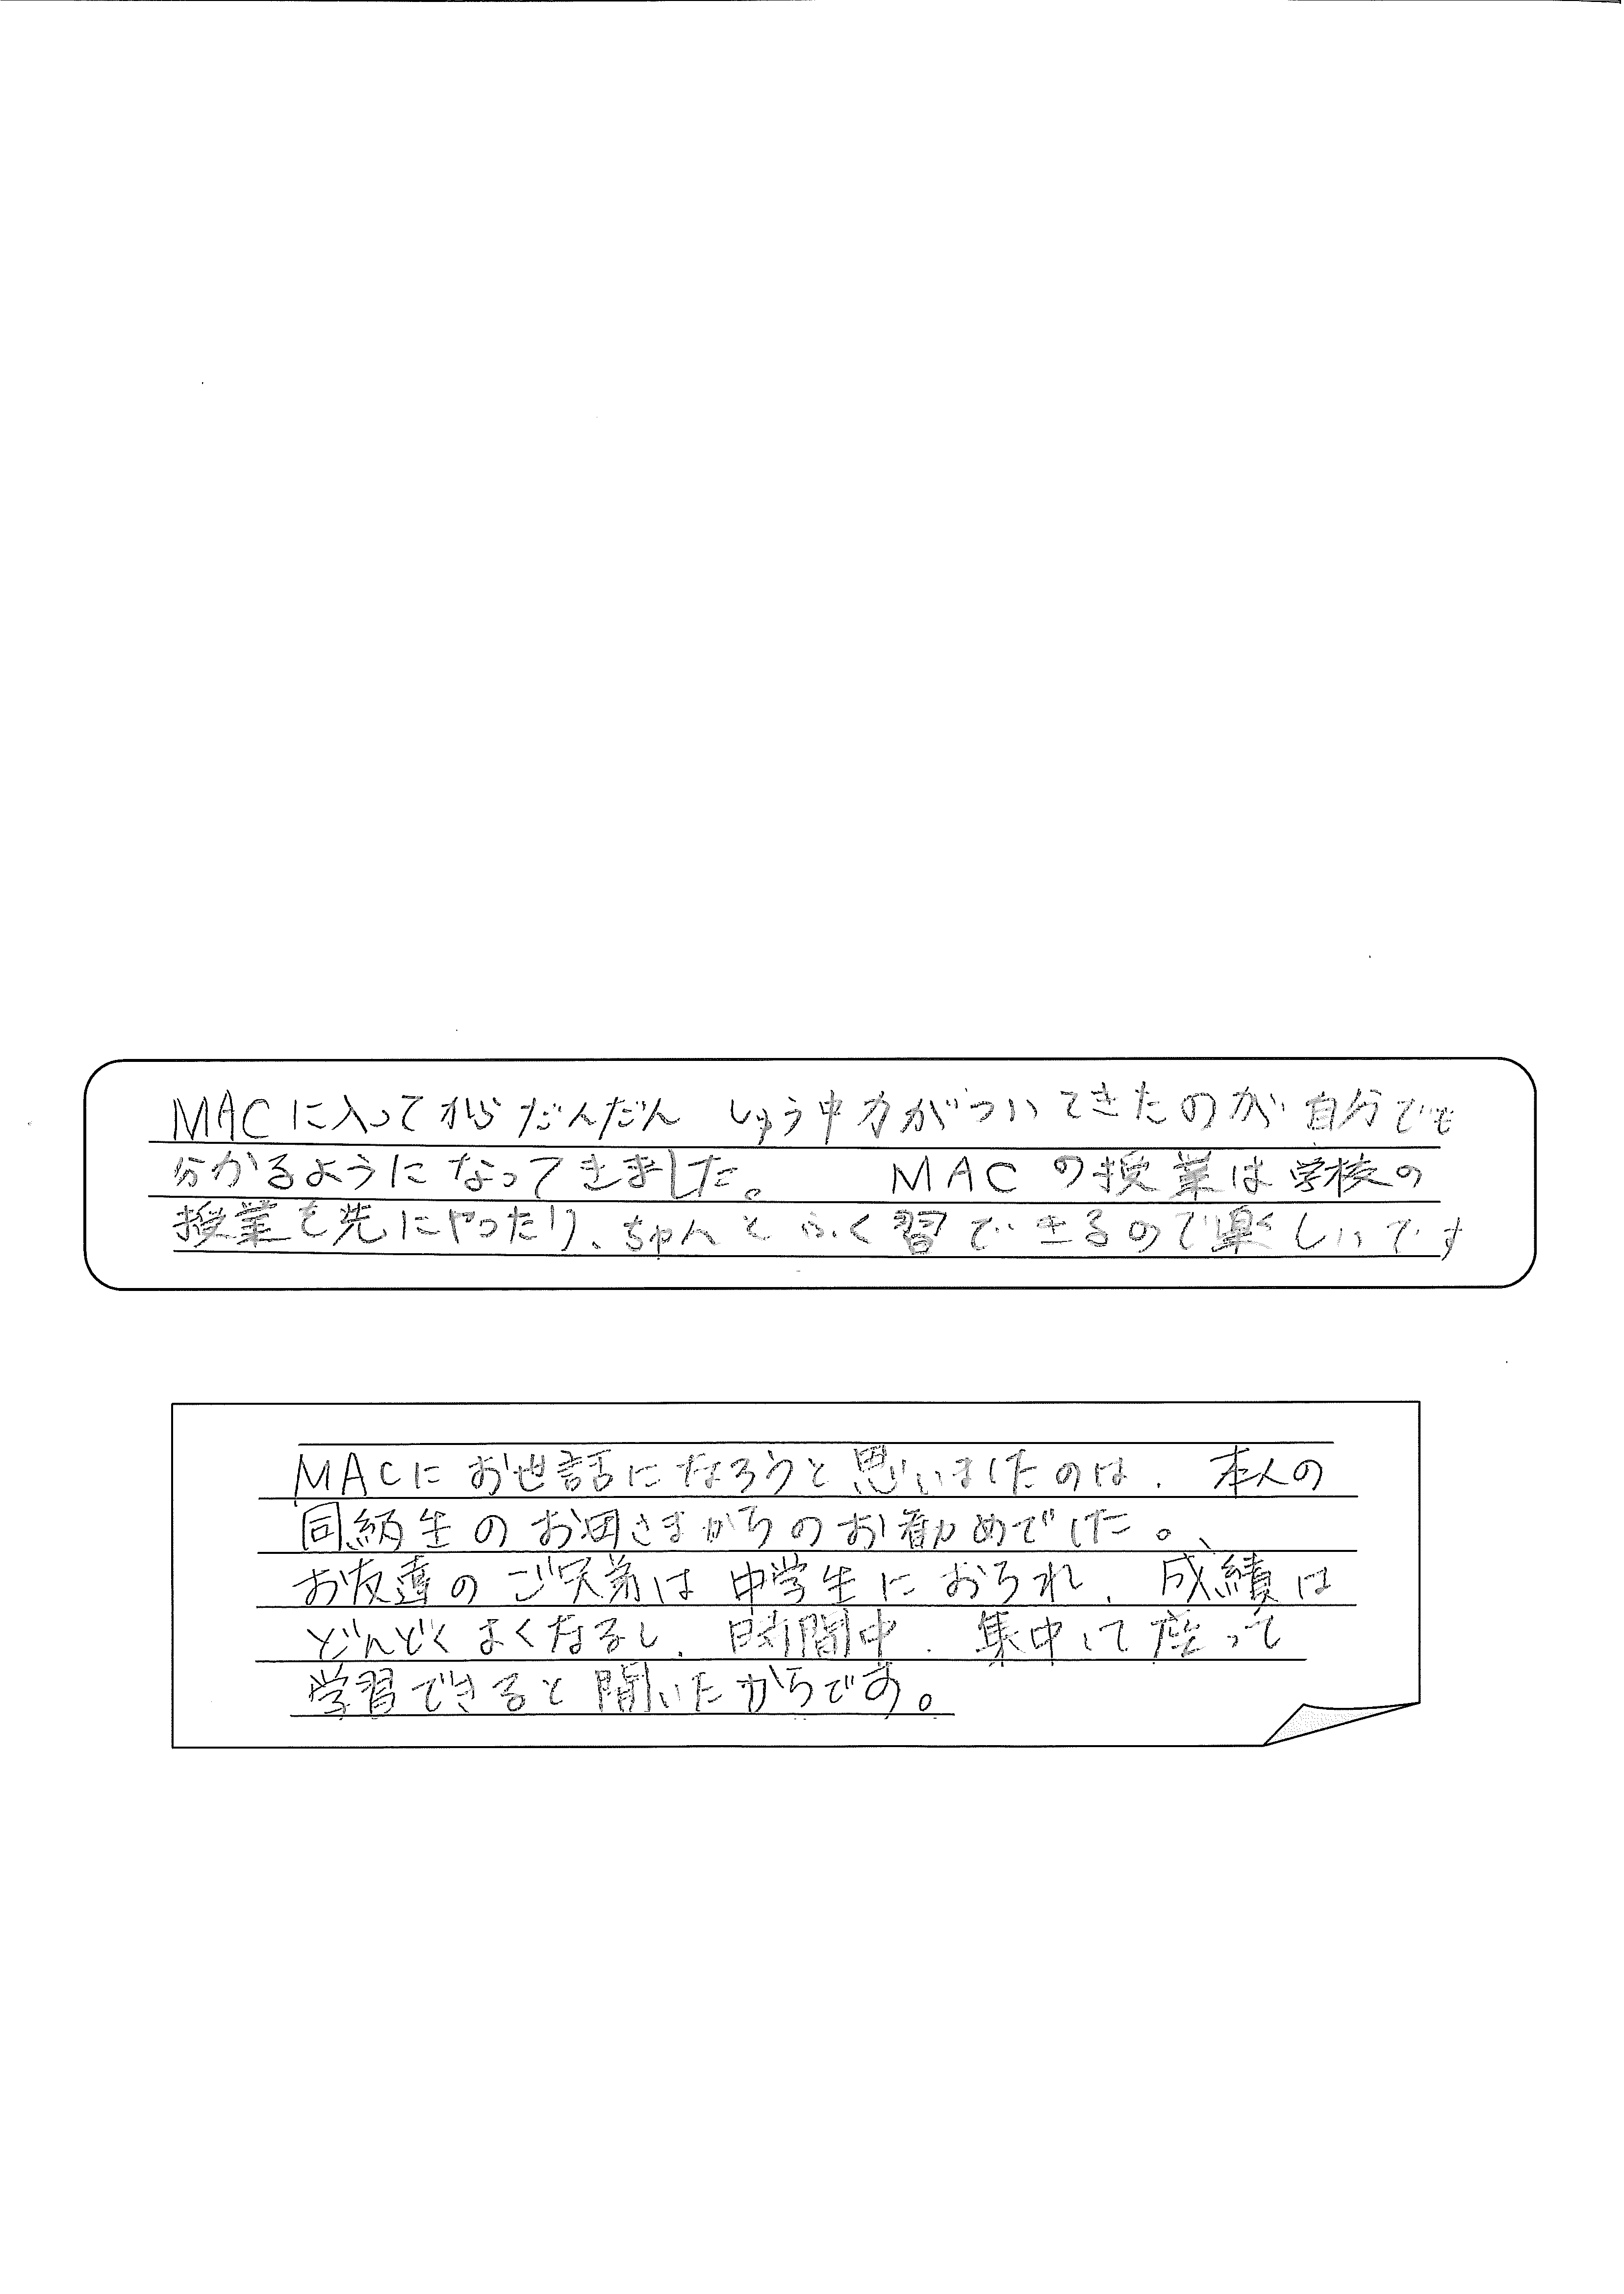 MACに入ってからだんだん しゅう中力がついてきたのが自分でも
分かるようになってきました。 MACの授業は学校の
授業を先にやったり、ちゃんとふく習できるので楽しいです
MACにお世話になろうと思いましたのは、本人の
同級生のお母さまからのお勧めでした。
お友達のご兄弟は中学生におられ、成績は
どんどくよくなるし、時間中、集中して座って
学習できると聞いたからです。